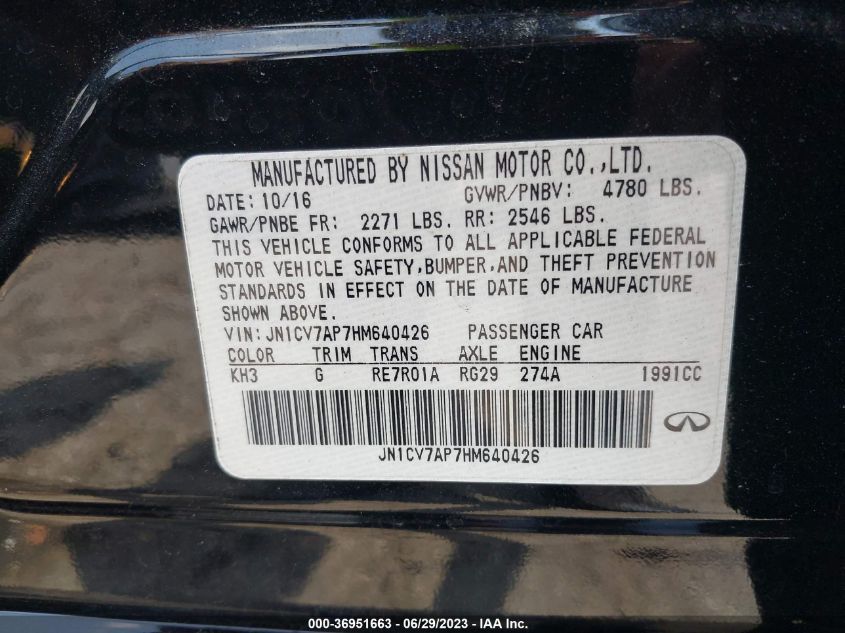 MANUFACTURED BY NISSAN MOTOR CO.,LTD.
DATE: 10/16 GVWR/PNBV: 4780 LBS.
GAWR/PNBE FR: 2271 LBS. RR: 2546 LBS.
THIS VEHICLE CONFORMS TO ALL APPLICABLE FEDERAL
MOTOR VEHICLE SAFETY,BUMPER,AND THEFT PREVENTION
STANDARDS IN EFFECT ON THE DATE OF MANUFACTURE
SHOWN ABOVE.
VIN:JN1CV7AP7HM640426 PASSENGER CAR
COLOR TRIM TRANS AXLE ENGINE
KH3 G RE7R01A RG29 274A 1991CC
JN1CV7AP7HM640426
000-36951663 - 06/29/2023 - © IAA Inc.